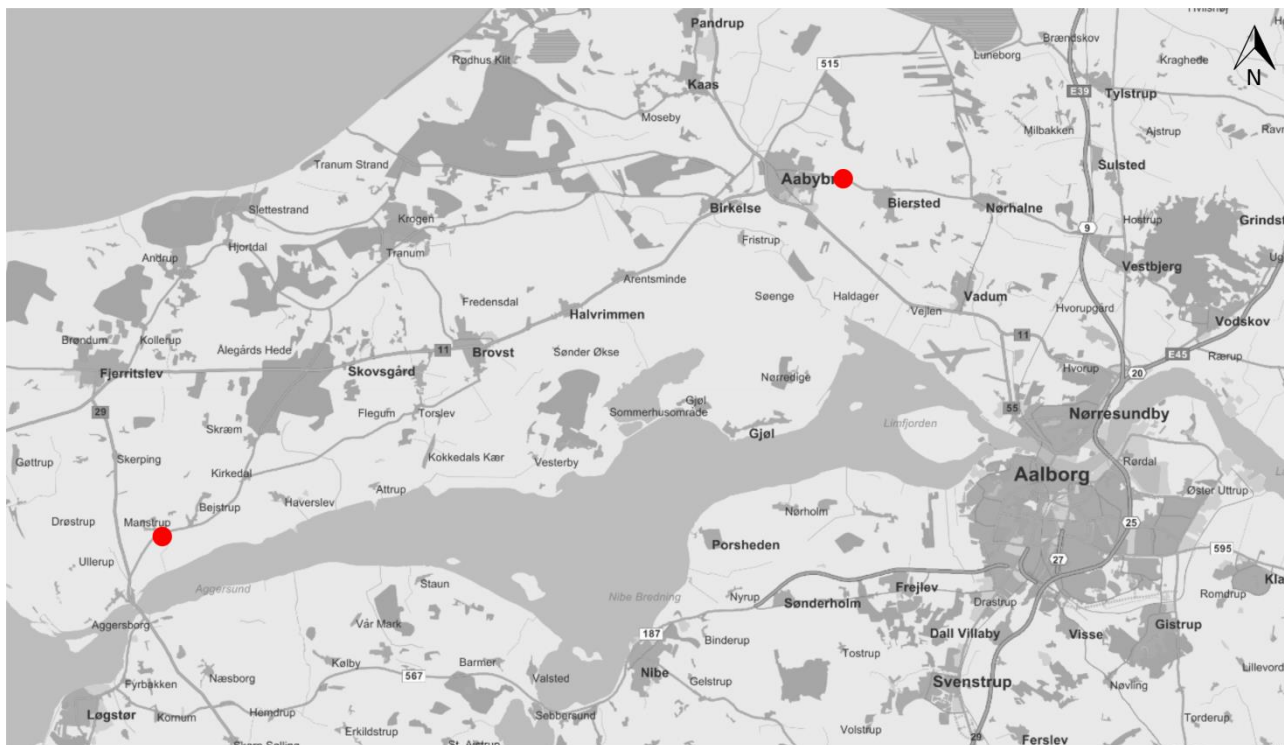 Hvilshøj
Pandrup
Brændskov
N
Luneborg
Rødhus Klit
515
Kraghede
Kaas
E39
Tylstrup
Moseby
Milbakken
Ajstrup
Tranum Strand
Sulsted
Aabybr
Slettestrand
Birkelse
Biersted
Nørhalne
Krogen
Hostrup
9
Hjortdal
Fristrup
Tranum
Andrup
Vestbjerg
Arentsminde
Søenge
Haldager
Vadum
Fredensdal
Halvrimmen
Vejlen
Hvorupgård
Vodskov
Brøndum
Kollerup
11
Ålegårds Hede
11
Brovst
Sønder Økse
E45
Rærup
Fjerritslev
Skovsgård
Hvorup
20
Nørredige
29
Flegum
Torslev
Gjøl
Sommerhusområde
55
Nørresundby
Limfjorden
Skræm
Gjøl
Gøttrup
Skerping
Kokkedals Kær
Vesterby
Rørdal
Kirkedal
Aalborg
Attrup
Øster Uttrup
Haverslev
Bejstrup
Nørholm
Drøstrup
Manstrup
25
Porsheden
595
Ullerup
27
Aggersund
Staun
Frejlev
Nibe Bredning
Nyrup
Sønderholm
Drastrup
Romdrup
Aggersborg
Vår Mark
Gistrup
187
Binderup
Dall Villaby
Visse
Kølby
Barmer
Tostrup
Lillevord
Næsborg
567
Valsted
Nibe
Gelstrup
Svenstrup
Nøvling
Fyrbakken
Løgstør
Kornum
Hemdrup
Sebbersund
Tørderup
Erkildstrup
Volstrup
20
Ferslev